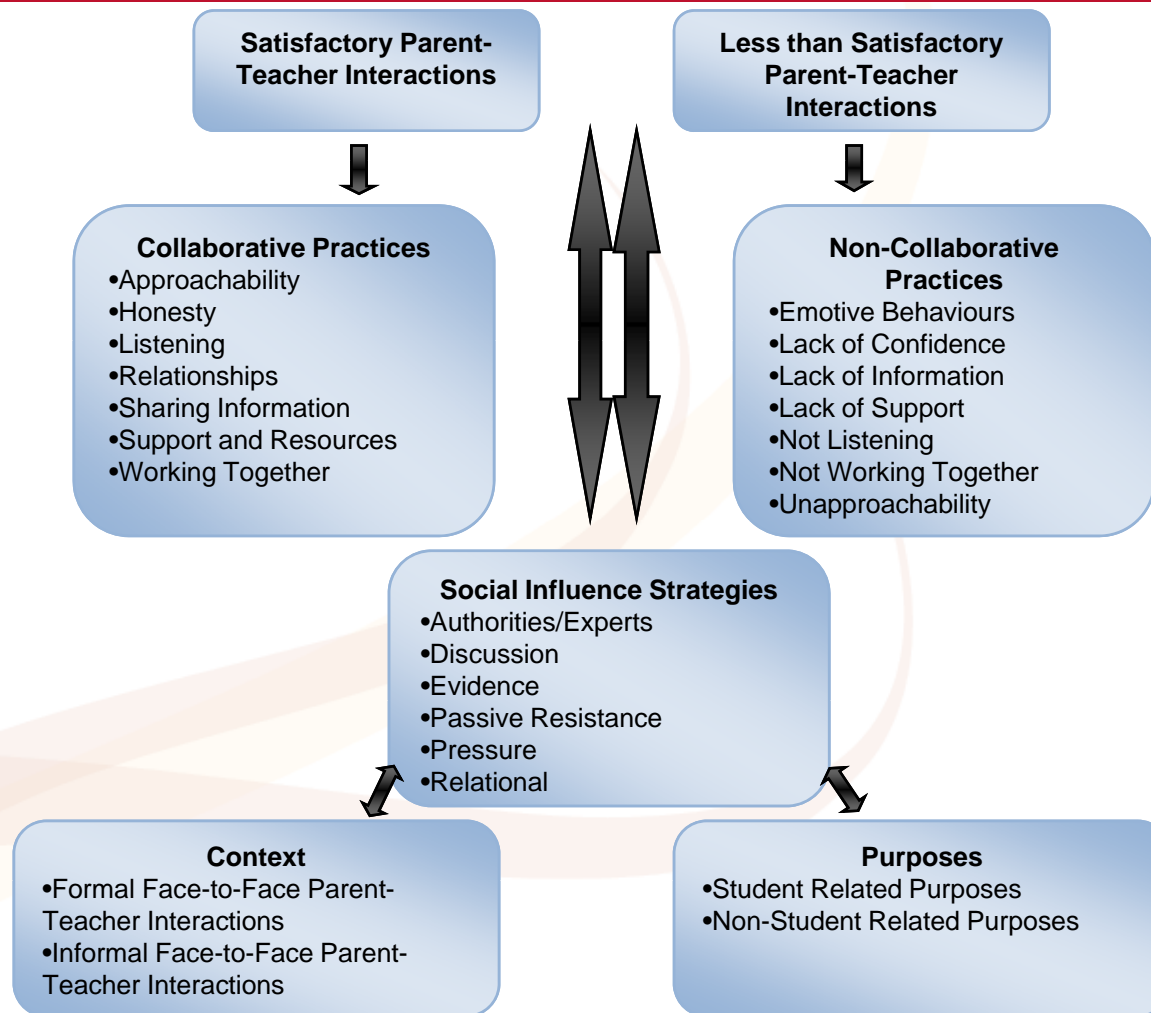 Satisfactory Parent-
Teacher Interactions
Less than Satisfactory
Parent-Teacher
Interactions
Collaborative Practices
•Approachability
•Honesty
•Listening
•Relationships
•Sharing Information
•Support and Resources
•Working Together
Non-Collaborative
Practices
•Emotive Behaviours
•Lack of Confidence
•Lack of Information
•Lack of Support
•Not Listening
•Not Working Together
•Unapproachability
Social Influence Strategies
•Authorities/Experts
•Discussion
•Evidence
•Passive Resistance
•Pressure
•Relational
Context
•Formal Face-to-Face Parent-
Teacher Interactions
•Informal Face-to-Face Parent-
Teacher Interactions
Purposes
•Student Related Purposes
•Non-Student Related Purposes